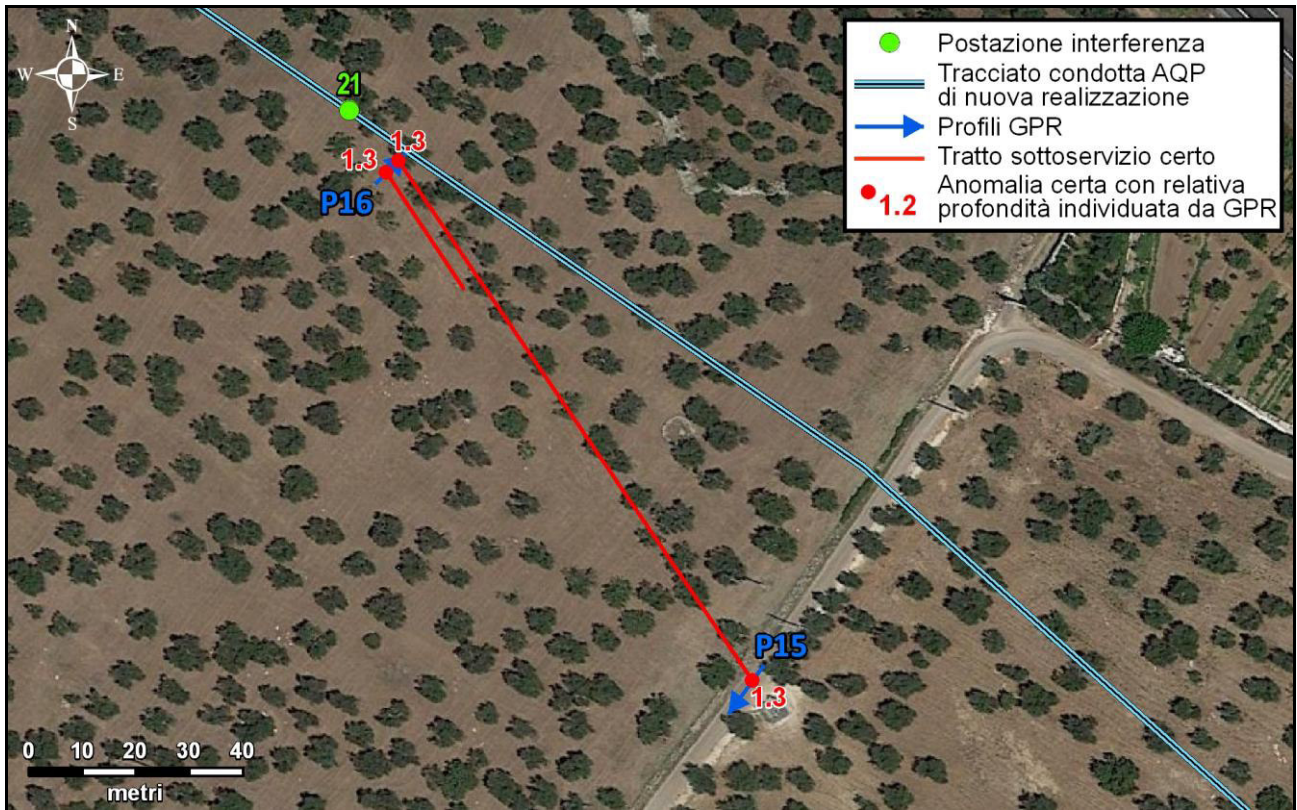 N
W E
S
21
1.3
1.3
P16
Postazione interferenza
Tracciato condotta AQP
di nuova realizzazione
Profili GPR
Tratto sottoservizio certo
Anomalia certa con relativa
1.2 profondità individuata da GPR
P15
1.3
0 10 20 30 40
metri